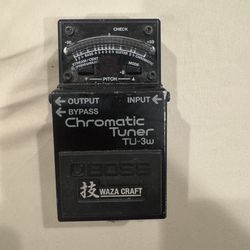 CHECK
MODE
PITCH
OUTPUT INPUT
BYPASS
Chromatic
Tuner
TU-3W
BOSS
技 WAZA CRAFT